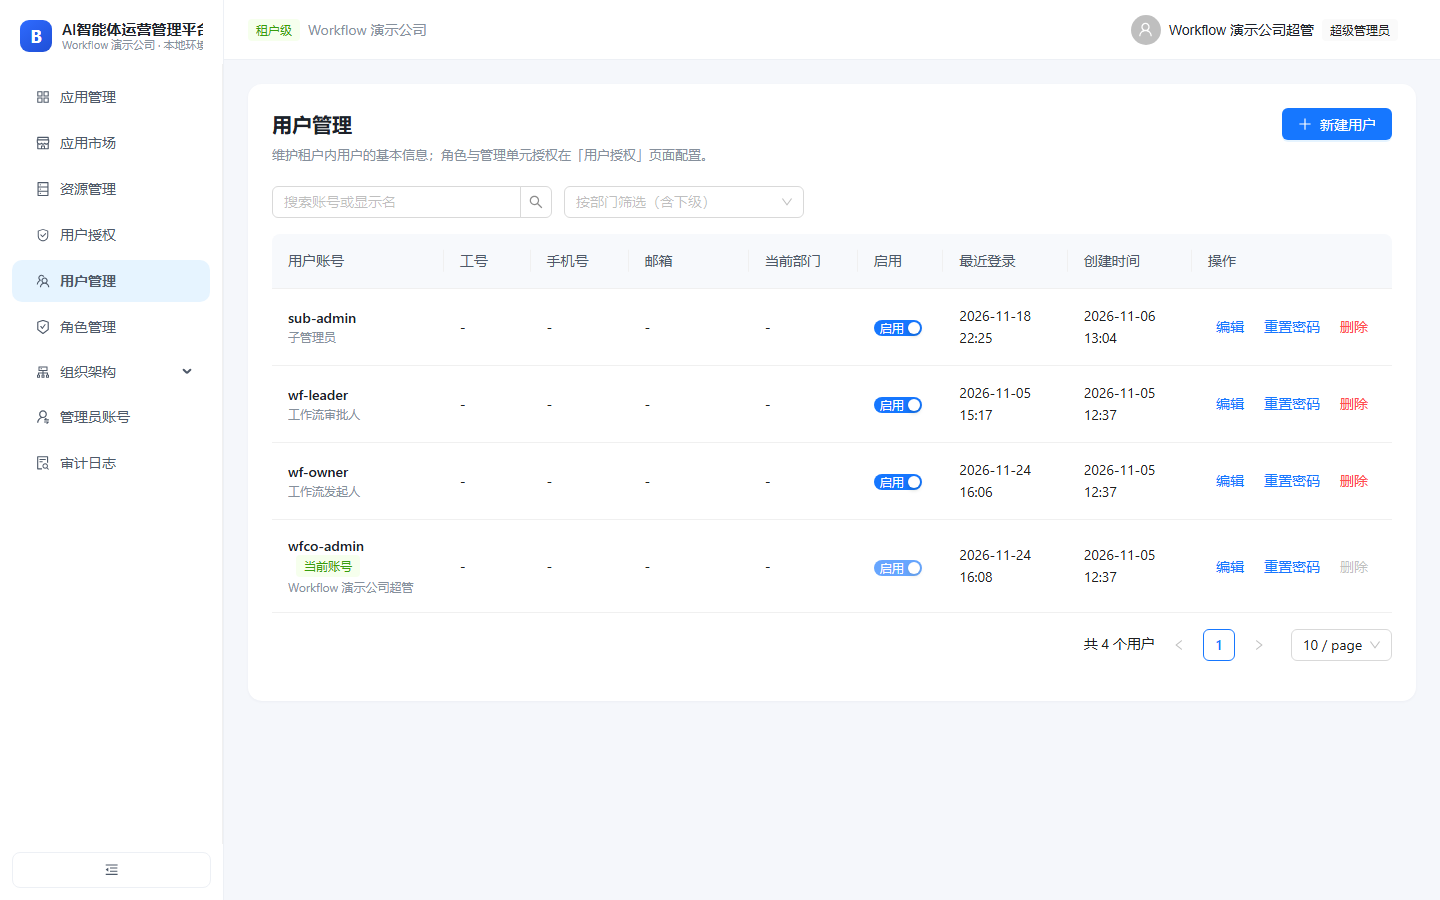 B
AI智能体运营管理平台
Workflow 演示公司 · 本地环境
应用管理
应用市场
资源管理
用户授权
用户管理
角色管理
组织架构
管理员账号
审计日志
租户级 Workflow 演示公司
Workflow 演示公司超管 超级管理员
用户管理
新建用户
维护租户内用户的基本信息；角色与管理单元授权在「用户授权」页面配置。
搜索账号或显示名
按部门筛选（含下级）
用户账号 工号 手机号 邮箱 当前部门 启用 最近登录 创建时间 操作
sub-admin
子管理员
- - - - 启用
2026-11-18
22:25
2026-11-06
13:04
编辑 重置密码 删除
wf-leader
工作流审批人
- - - - 启用
2026-11-05
15:17
2026-11-05
12:37
编辑 重置密码 删除
wf-owner
工作流发起人
- - - - 启用
2026-11-24
16:06
2026-11-05
12:37
编辑 重置密码 删除
wfco-admin
当前账号
Workflow 演示公司超管
- - - - 启用
2026-11-24
16:08
2026-11-05
12:37
编辑 重置密码 删除
共 4 个用户 < 1 > 10 / page